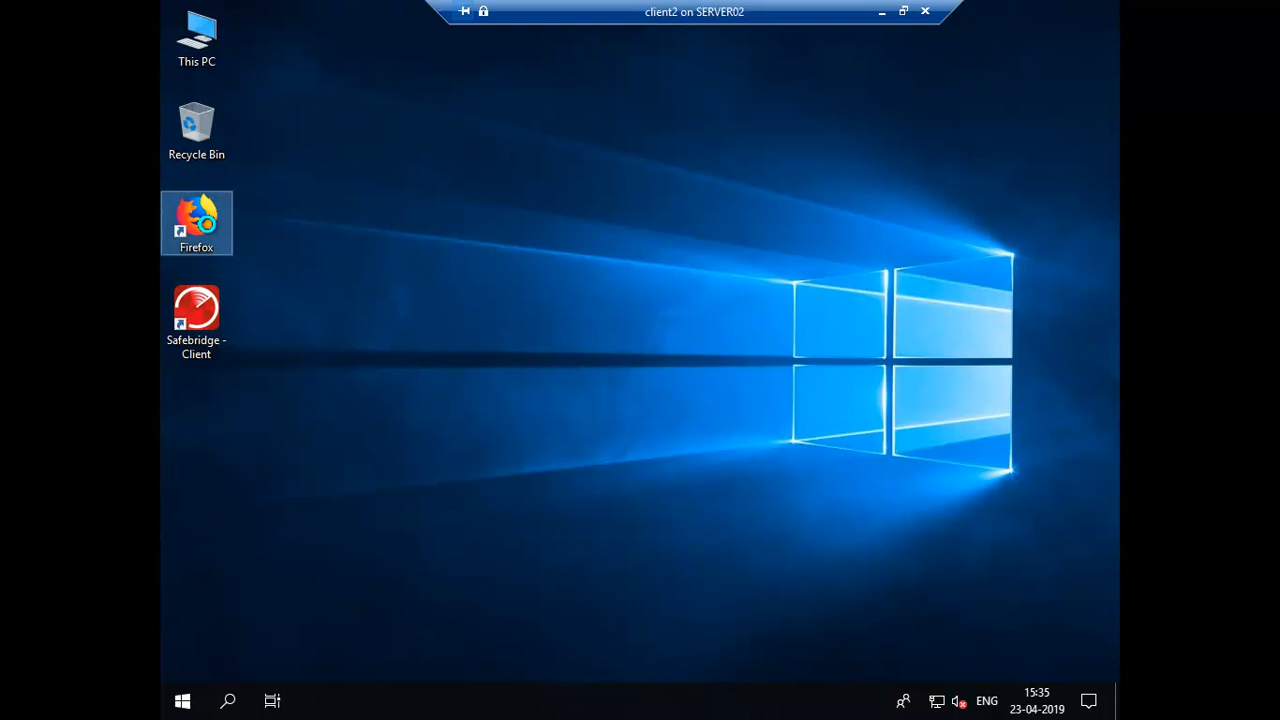 client2 on SERVER02
This PC
Recycle Bin
Firefox
Safebridge -
Client
ENG
15:35
23-04-2019